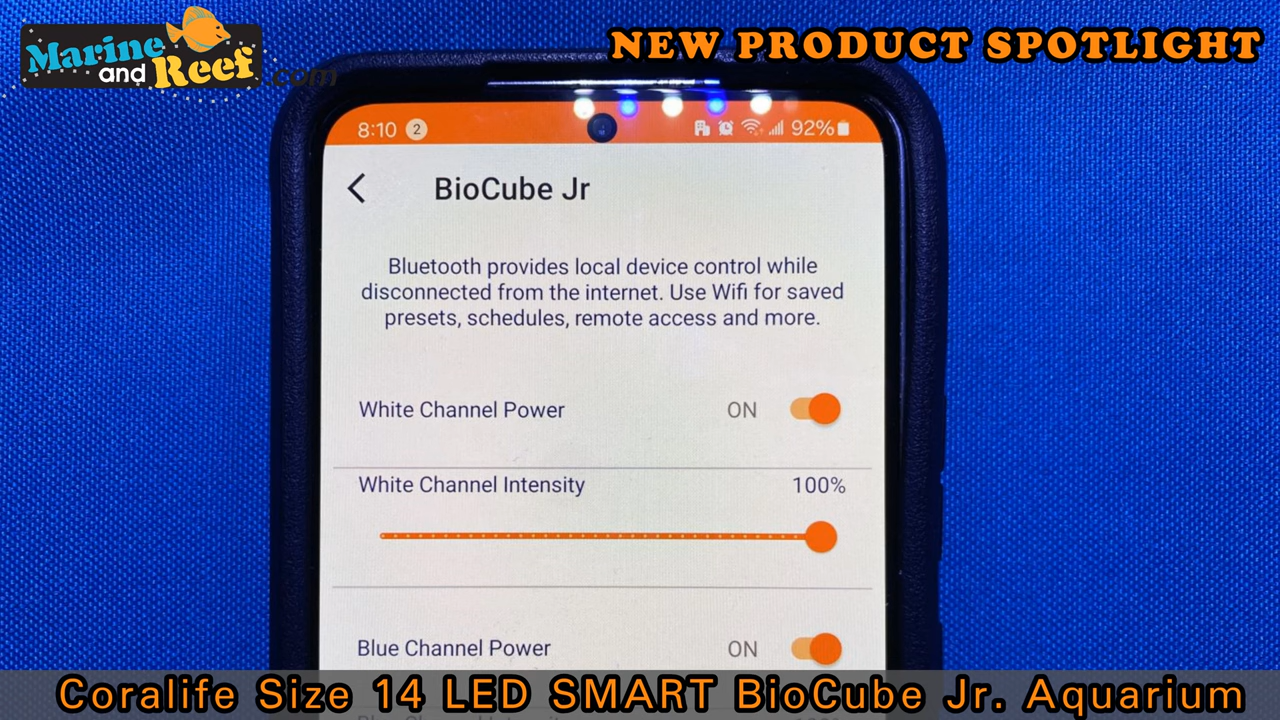 Marine
and Reef.com
NEW PRODUCT SPOTLIGHT
8:10 2
92%
BioCube Jr
Bluetooth provides local device control while
disconnected from the internet. Use Wifi for saved
presets, schedules, remote access and more.
White Channel Power ON
White Channel Intensity 100%
Blue Channel Power ON
Coralife Size 14 LED SMART BioCube Jr. Aquarium